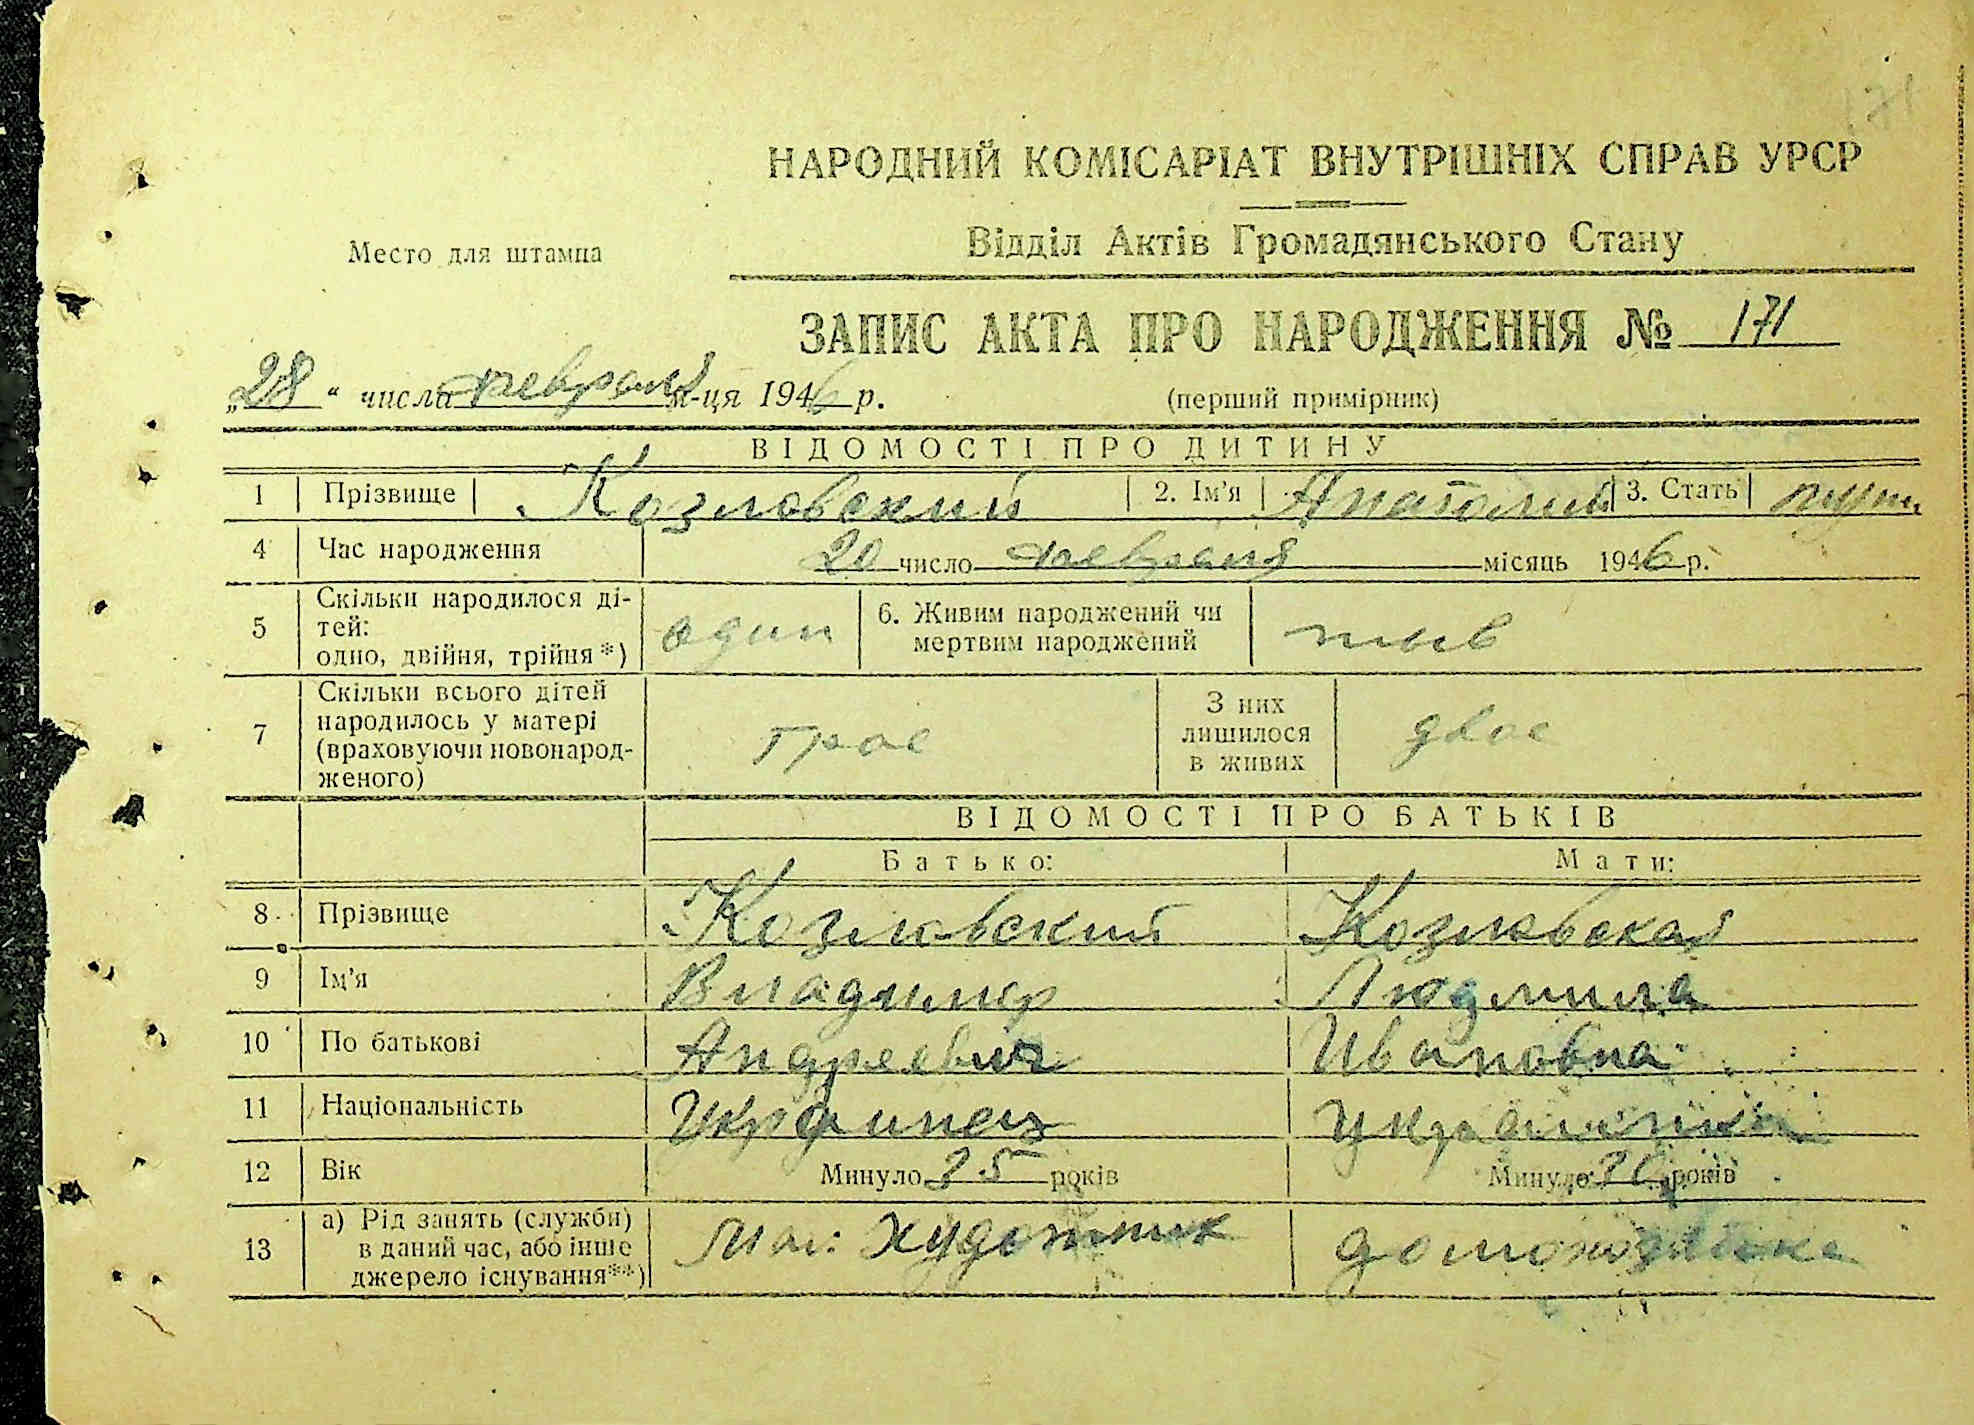 171
НАРОДНИЙ КОМІСАРІАТ ВНУТРІШНІХ СПРАВ УРСР
Место для штампа
Відділ Актів Громадянського Стану
ЗАПИС АКТА ПРО НАРОДЖЕННЯ № 171
„28“ числа февраля м-ця 1946 р. (перший примірник)
ВІДОМОСТІ ПРО ДИТИНУ
1 Прізвище Козловский 2. Ім'я Анатолий 3. Стать муж.
4 Час народження 20 число февраля місяць 1946 р.
5 Скільки народилося ді-
тей:
одно, двійня, трійня *) один 6. Живим народжений чи
мертвим народжений жив
7 Скільки всього дітей
народилось у матері
(враховуючи новонарод-
женого) трое З них
лишилося
в живих двое
ВІДОМОСТІ ПРО БАТЬКІВ
Батько: Мати:
8 Прізвище Козловский Козловская
9 Ім'я Владимир Людмила
10 По батькові Андреевич Ивановна
11 Національність Украинец украинка
12 Вік Минуло 35 років Минуло років
13 а) Рід занять (служби)
в даний час, або інше
джерело існування**) художник домохозяйка